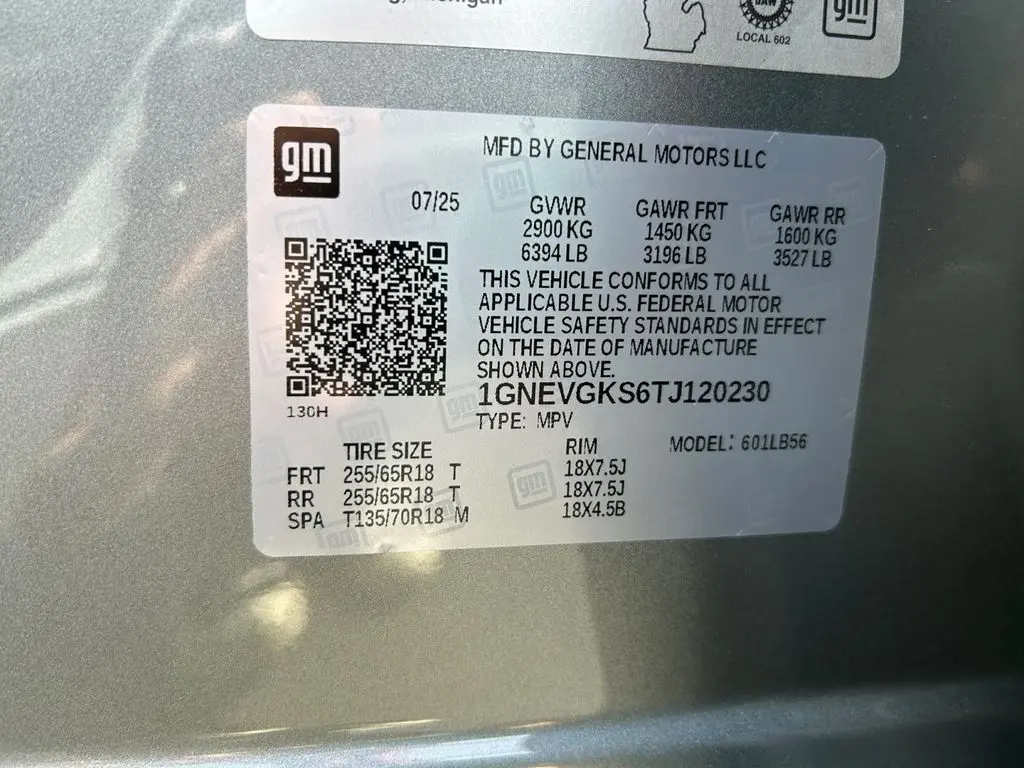 Michigan
UAW
LOCAL 602
gm
gm
MFD BY GENERAL MOTORS LLC
07/25
GVWR GAWR FRT GAWR RR
2900 KG 1450 KG 1600 KG
6394 LB 3196 LB 3527 LB
THIS VEHICLE CONFORMS TO ALL
APPLICABLE U.S. FEDERAL MOTOR
VEHICLE SAFETY STANDARDS IN EFFECT
ON THE DATE OF MANUFACTURE
SHOWN ABOVE.
1GNEVGKS6TJ120230
130H
TYPE: MPV
MODEL: 601LB56
TIRE SIZE RIM
FRT 255/65R18 T 18X7.5J
RR 255/65R18 T 18X7.5J
SPA T135/70R18 M 18X4.5B